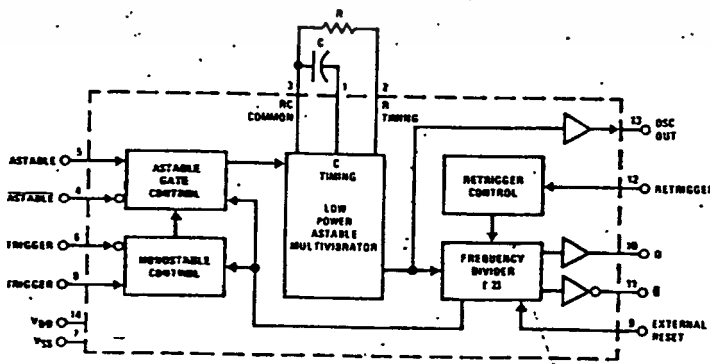 R
C
3
1
2
RC
COMMON
R
TIMING
13
OSC
OUT
ASTABLE
5
ASTABLE
4
ASTABLE
GATE
CONTROL
C
TIMING
LOW
POWER
ASTABLE
MULTIVIBRATOR
RETRIGGER
CONTROL
12
RETRIGGER
TRIGGER
6
TRIGGER
8
MONOSTABLE
CONTROL
FREQUENCY
DIVIDER
10
Q
11
Q
VDD
14
VSS
7
9
EXTERNAL
RESET